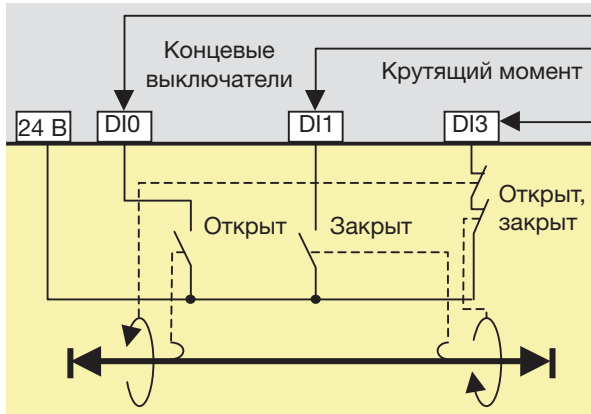 Концевые
выключатели
Крутящий момент
24 В
DI0
DI1
DI3
Открыт
Закрыт
Открыт,
закрыт